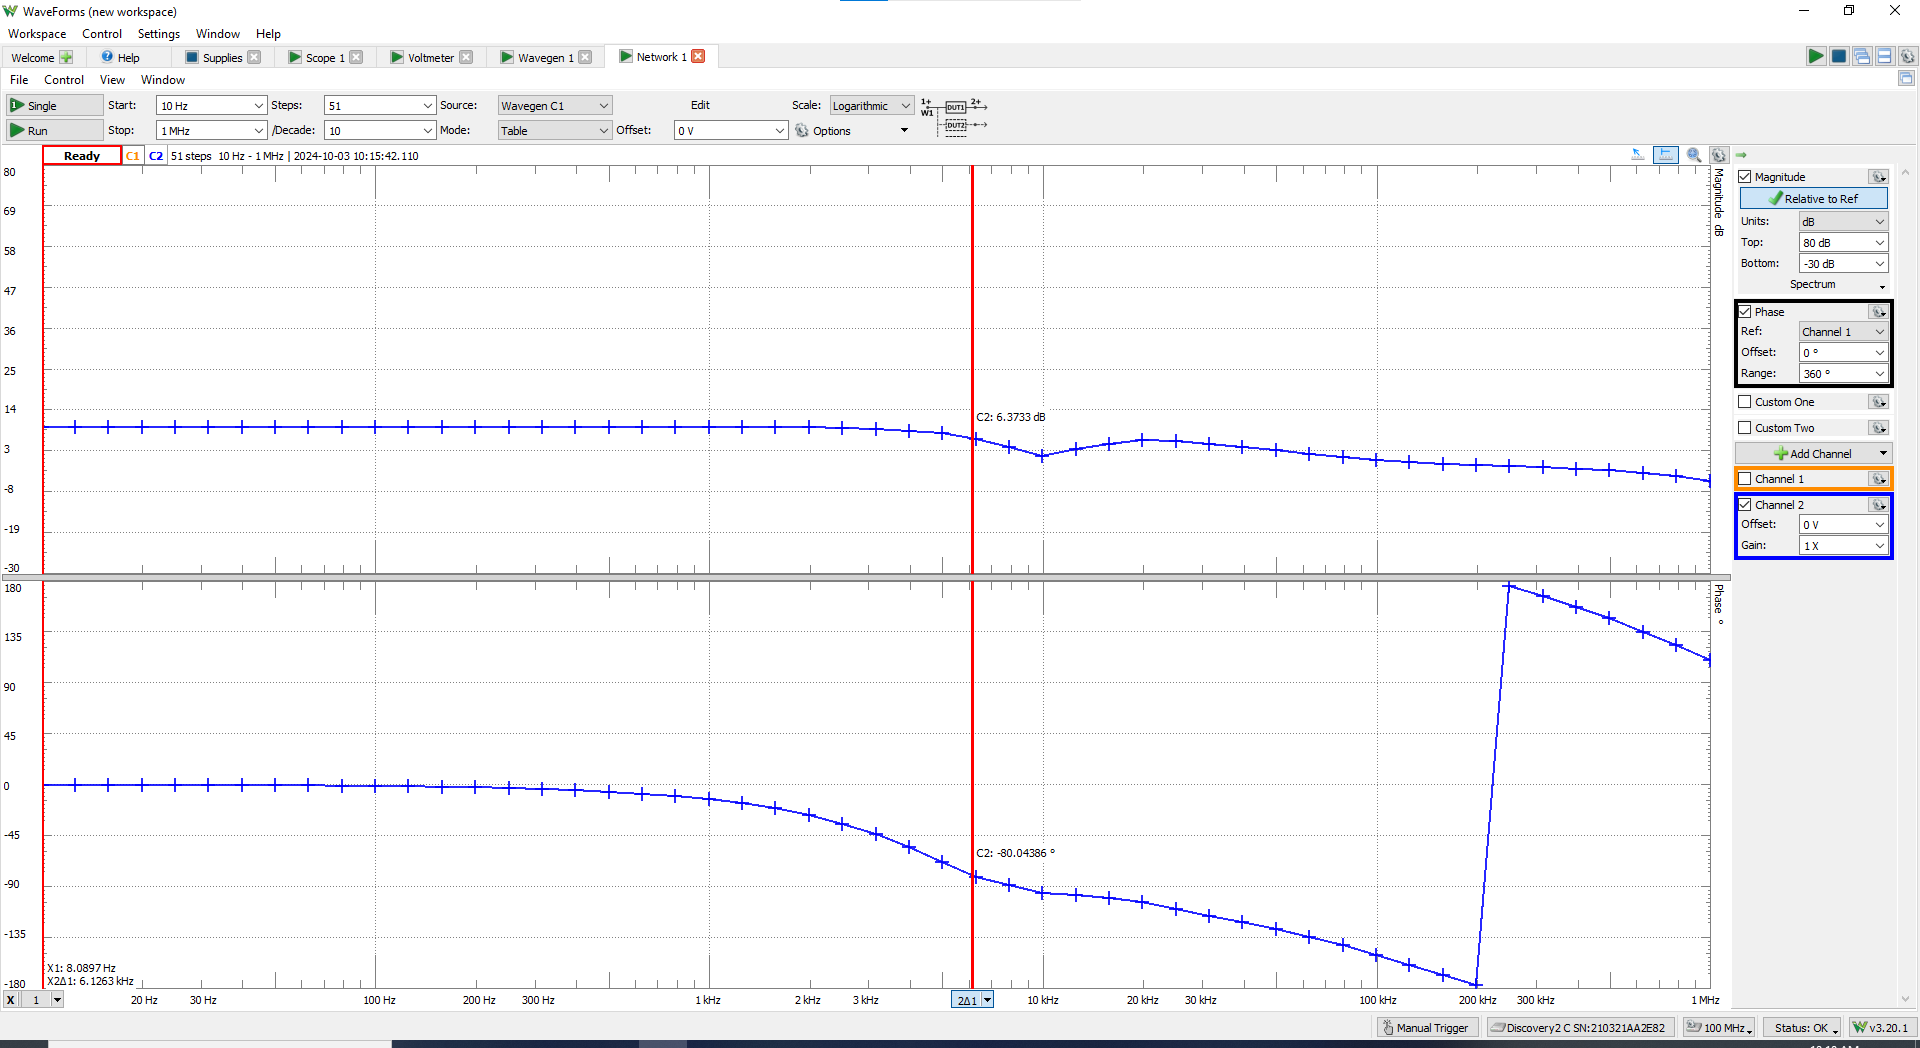 WaveForms (new workspace)
Workspace Control Settings Window Help
Welcome Help Supplies Scope 1 Voltmeter Wavegen 1 Network 1
File Control View Window
Single Start: 10 Hz Steps: 51 Source: Wavegen C1 Edit Scale: Logarithmic 1+ W1 DUT1 2+ DUT2
Run Stop: 1 MHz /Decade: 10 Mode: Table Offset: 0 V Options
Ready C1 C2 51 steps 10 Hz - 1 MHz | 2024-10-03 10:15:42.110
80
69
58
47
36
25
14
3
-8
-19
-30
Magnitude dB
C2: 6.3733 dB
180
135
90
45
0
-45
-90
-135
-180
Phase °
C2: -80.04386 °
X1: 8.0897 Hz
X2Δ1: 6.1263 kHz
X 1 20 Hz 30 Hz 100 Hz 200 Hz 300 Hz 1 kHz 2 kHz 3 kHz 2Δ1 10 kHz 20 kHz 30 kHz 100 kHz 200 kHz 300 kHz 1 MHz
Magnitude
Relative to Ref
Units: dB
Top: 80 dB
Bottom: -30 dB
Spectrum
Phase
Ref: Channel 1
Offset: 0 °
Range: 360 °
Custom One
Custom Two
Add Channel
Channel 1
Channel 2
Offset: 0 V
Gain: 1 X
Manual Trigger Discovery2 C SN:210321AA2E82 100 MHz Status: OK v3.20.1